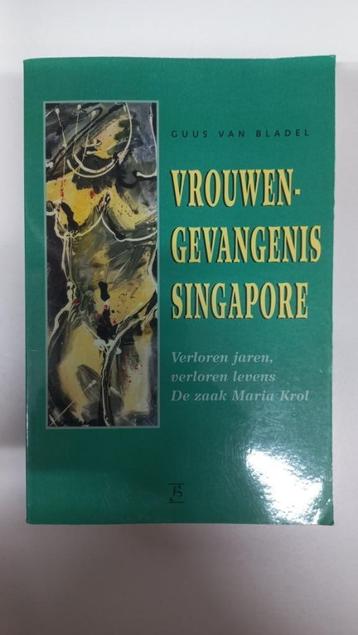 GUUS VAN BLADEL
VROUWEN-
GEVANGENIS
SINGAPORE
Verloren jaren,
verloren levens
De zaak Maria Krol